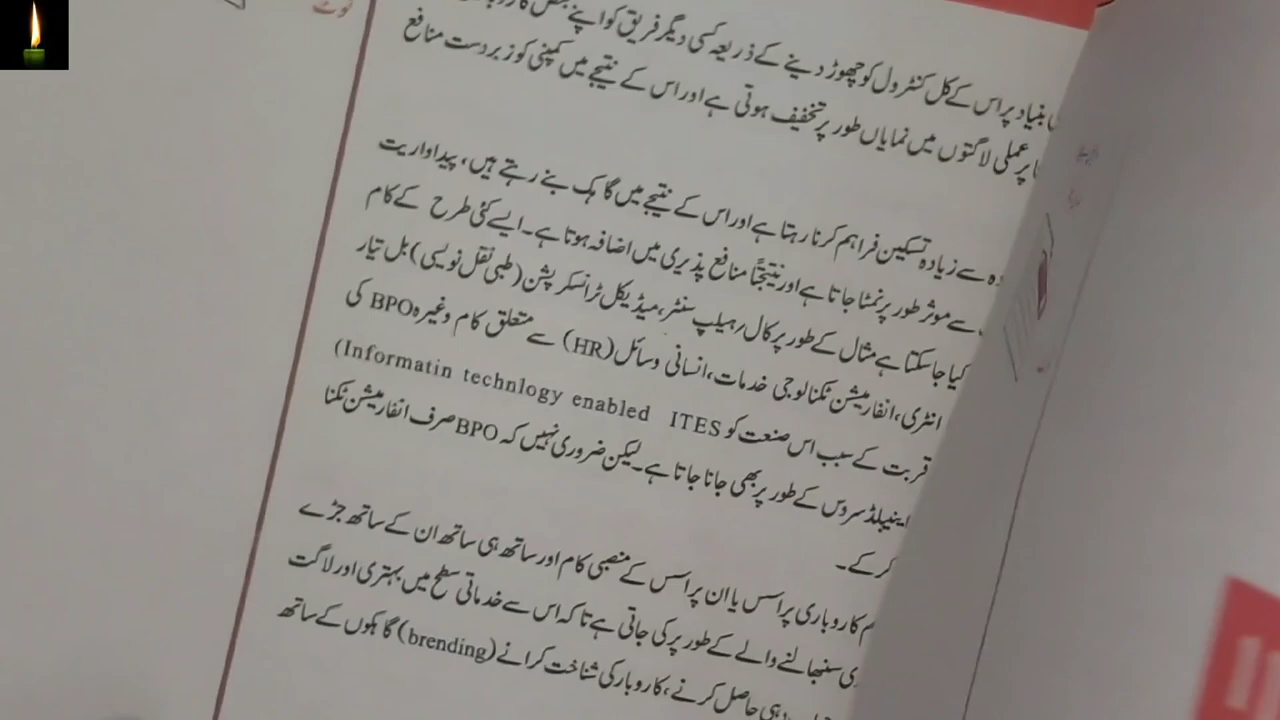 نوٹ
بنیاد پر اس کے کل کنٹرول کو چھوڑ دینے کے ذریعہ کسی دیگر فریق کو اپنے
پر عملی لاگتوں میں نمایاں طور پر تخفیف ہوتی ہے اور اس کے نتیجے میں کمپنی کو زبردست منافع
سے زیادہ تسکین فراہم کرنا رہتا ہے اور اس کے نتیجے میں گاہک بنے رہتے ہیں، پیداواریت
سے موثر طور پر نمٹا جاتا ہے اور نتیجتاً منافع پذیری میں اضافہ ہوتا ہے۔ ایسے کئی طرح کے کام
کیا جاسکتا ہے مثال کے طور پر کال رہیلپ سنٹر، میڈیکل ٹرانسکرپشن (طبی نقل نویسی) بل تیار
انٹری، انفارمیشن ٹکنالوجی خدمات، انسانی وسائل (HR) سے متعلق کام وغیرہ BPO کی
قربت کے سبب اس صنعت کو ITES (Informatin technlogy enabled
اینیبلڈ سروس کے طور پر بھی جانا جاتا ہے۔ لیکن ضروری نہیں کہ BPO صرف انفارمیشن ٹکنا
کرکے۔
کاروباری پراسس یا ان پراسس کے منصبی کام اور ساتھ ہی ساتھ ان کے ساتھ جڑے
سنبھالنے والے کے طور پر کی جاتی ہے تاکہ اس سے خدماتی سطح میں بہتری اور لاگت
دہی حاصل کرنے، کاروبار کی شناخت کرانے (brending) گاہکوں کے ساتھ